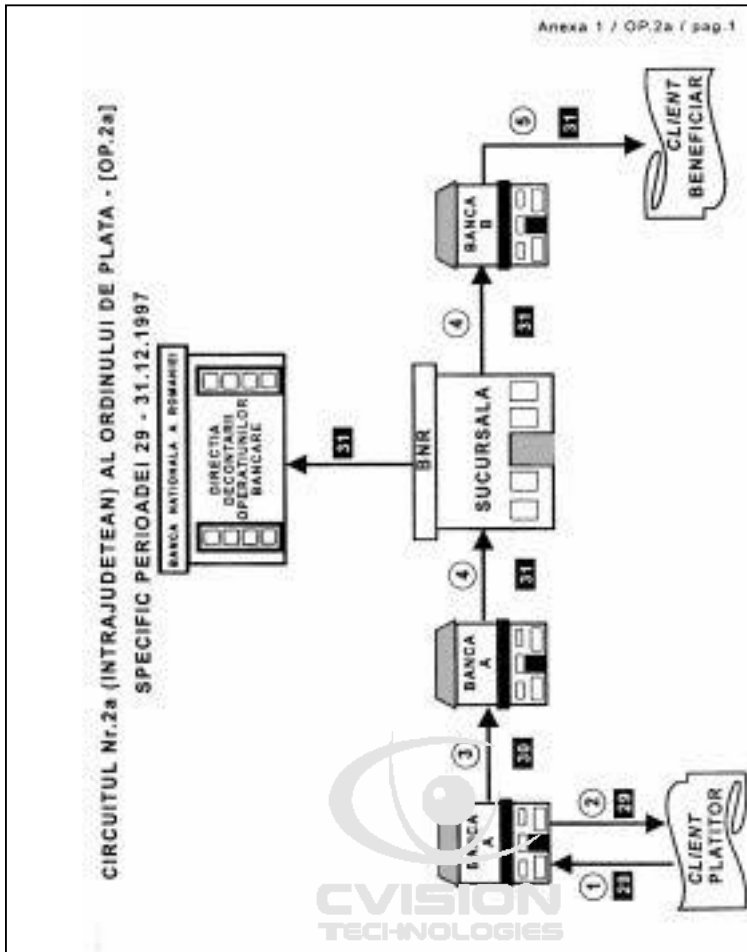 Anexa 1 / OP.2a / pag.1
CIRCUITUL Nr.2a (INTRAJUDETEAN) AL ORDINULUI DE PLATA - [OP.2a]
SPECIFIC PERIOADEI 29 - 31.12.1997
BANCA NATIONALA A ROMANIEI
DIRECTIA
DECONTARII
OPERATIUNILOR
BANCARE
31
BNR
SUCURSALA
BANCA
A
BANCA
A
BANCA
B
1
29
2
29
3
30
4
31
4
31
5
31
CLIENT
PLATITOR
CLIENT
BENEFICIAR
CVISION
TECHNOLOGIES